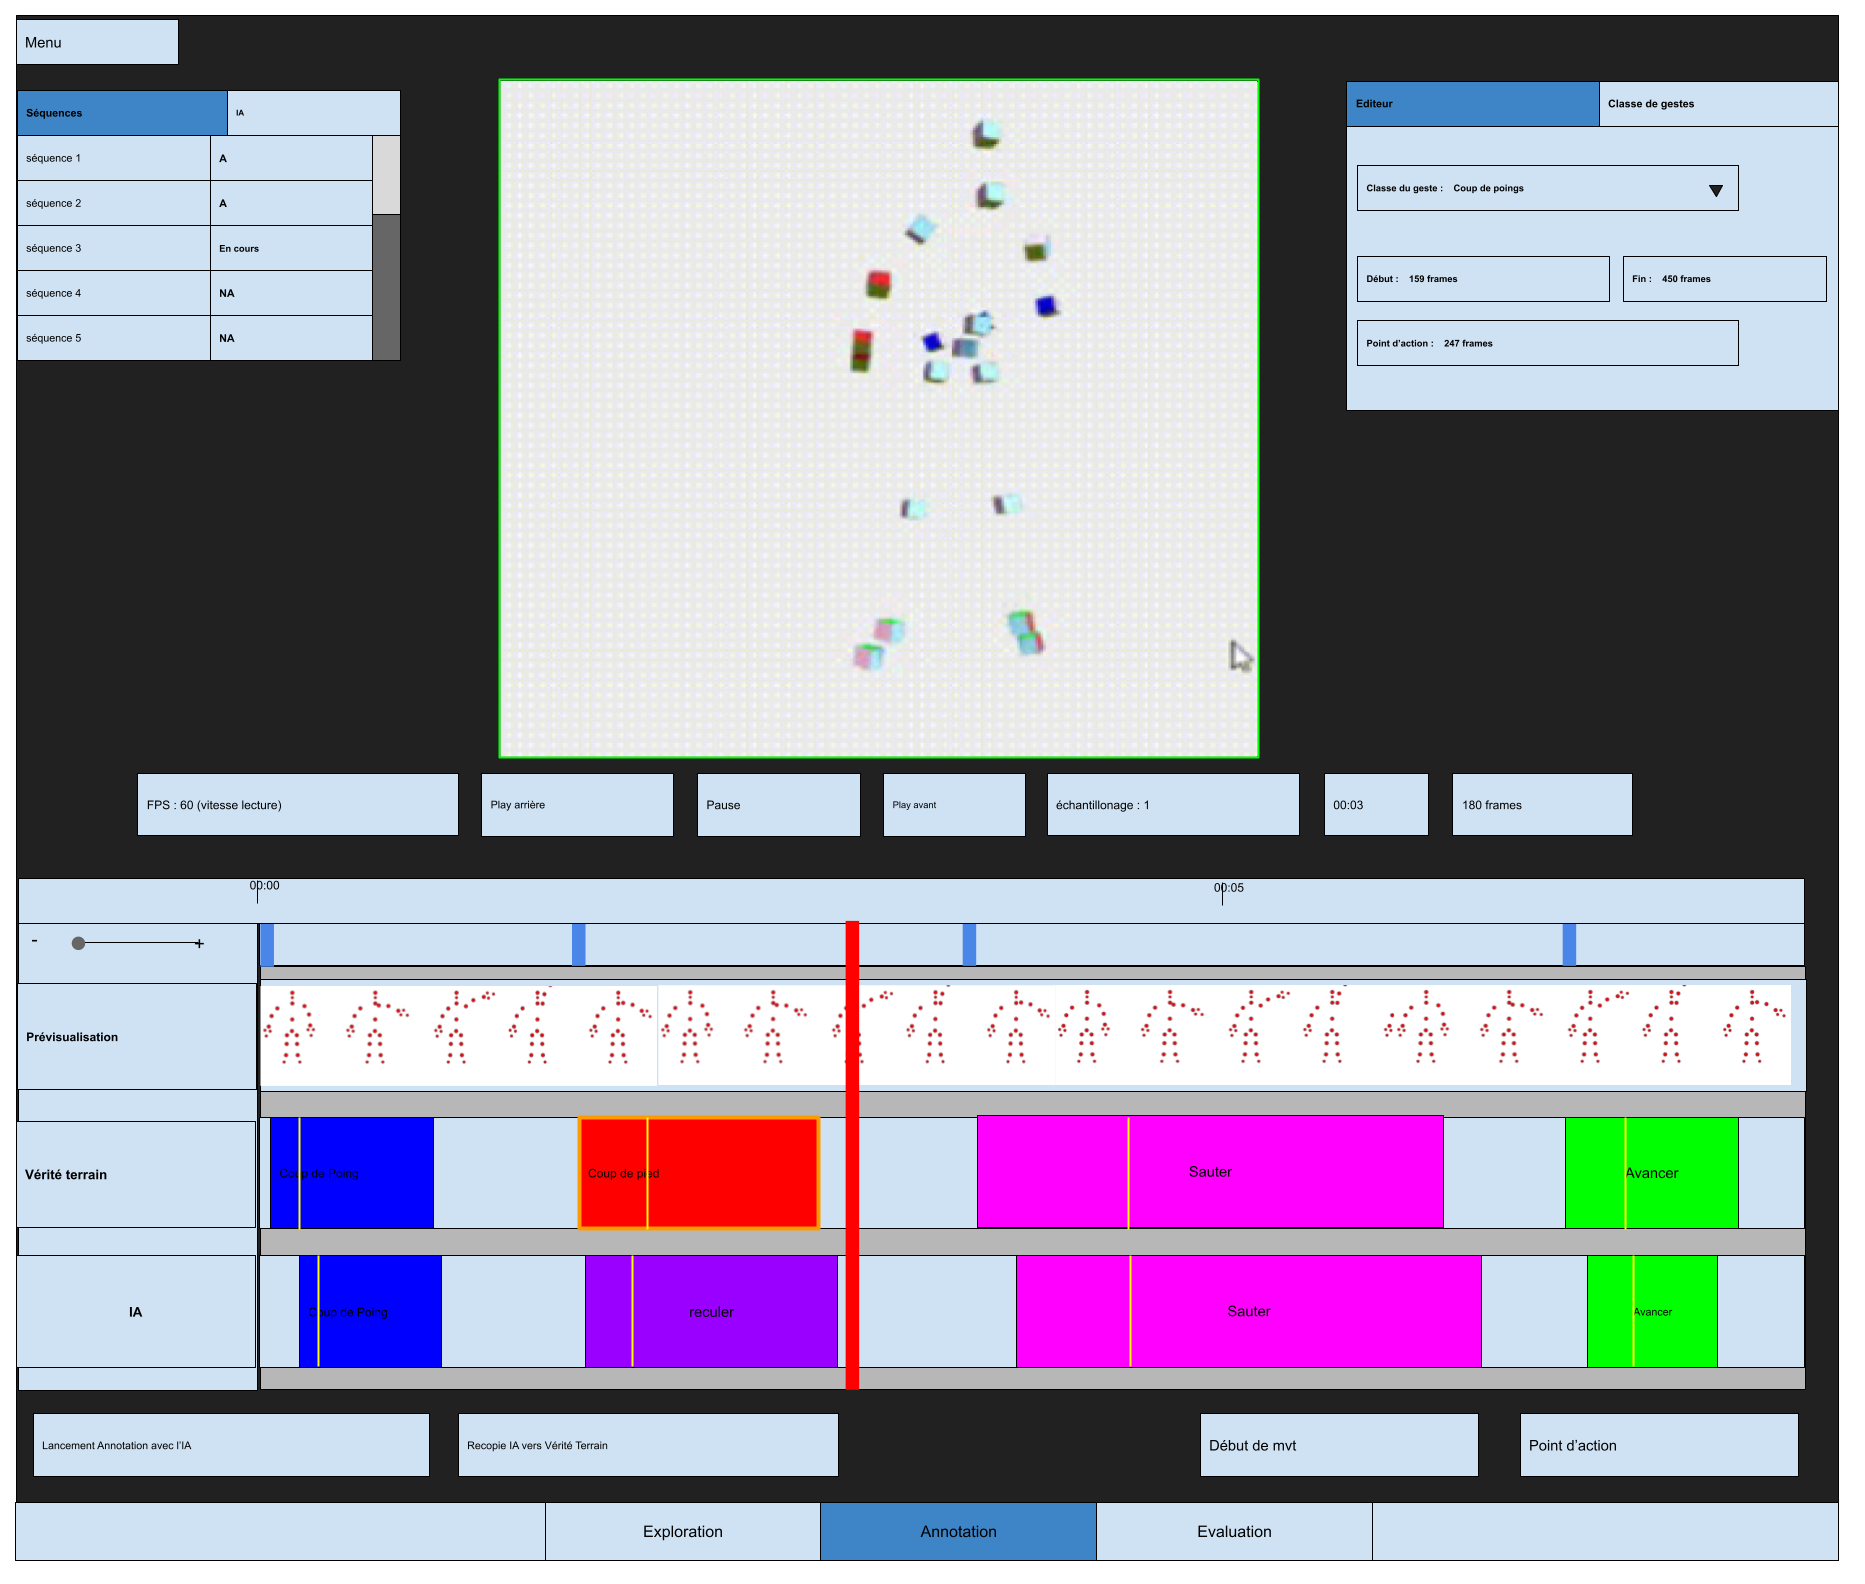 Menu
Séquences IA
séquence 1 A
séquence 2 A
séquence 3 En cours
séquence 4 NA
séquence 5 NA
Editeur Classe de gestes
Classe du geste : Coup de poings
Début : 159 frames Fin : 450 frames
Point d'action : 247 frames
FPS : 60 (vitesse lecture) Play arrière Pause Play avant échantillonage : 1 00:03 180 frames
00:00 00:05
- +
Prévisualisation
Vérité terrain Coup de Poing Coup de pied Sauter Avancer
IA Coup de Poing reculer Sauter Avancer
Lancement Annotation avec l'IA Recopie IA vers Vérité Terrain Début de mvt Point d'action
Exploration Annotation Evaluation